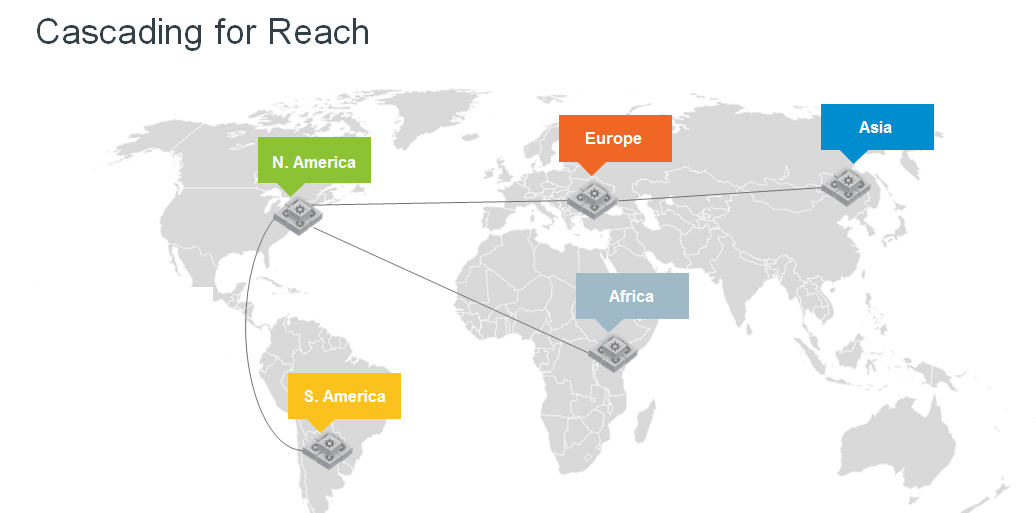 Cascading for Reach
Asia
Europe
N. America
Africa
S. America